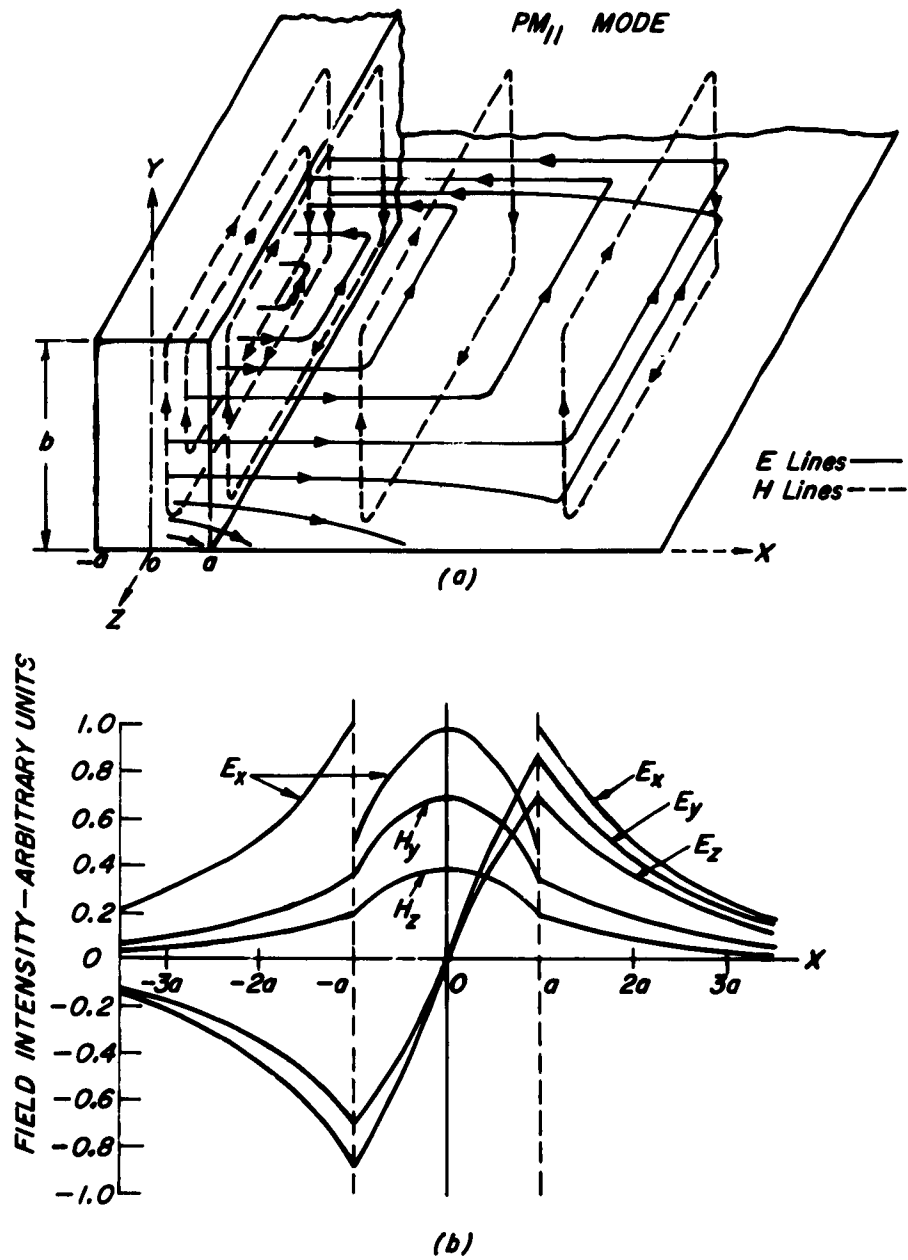 PM₁₁ MODE
Y
b
E Lines
H Lines
-a
0
a
X
Z
(a)
FIELD INTENSITY-ARBITRARY UNITS
1.0
0.8
0.6
0.4
0.2
0
-0.2
-0.4
-0.6
-0.8
-1.0
Ex
Hy
Hz
Ex
Ey
Ez
-3a
-2a
-a
0
a
2a
3a
X
(b)